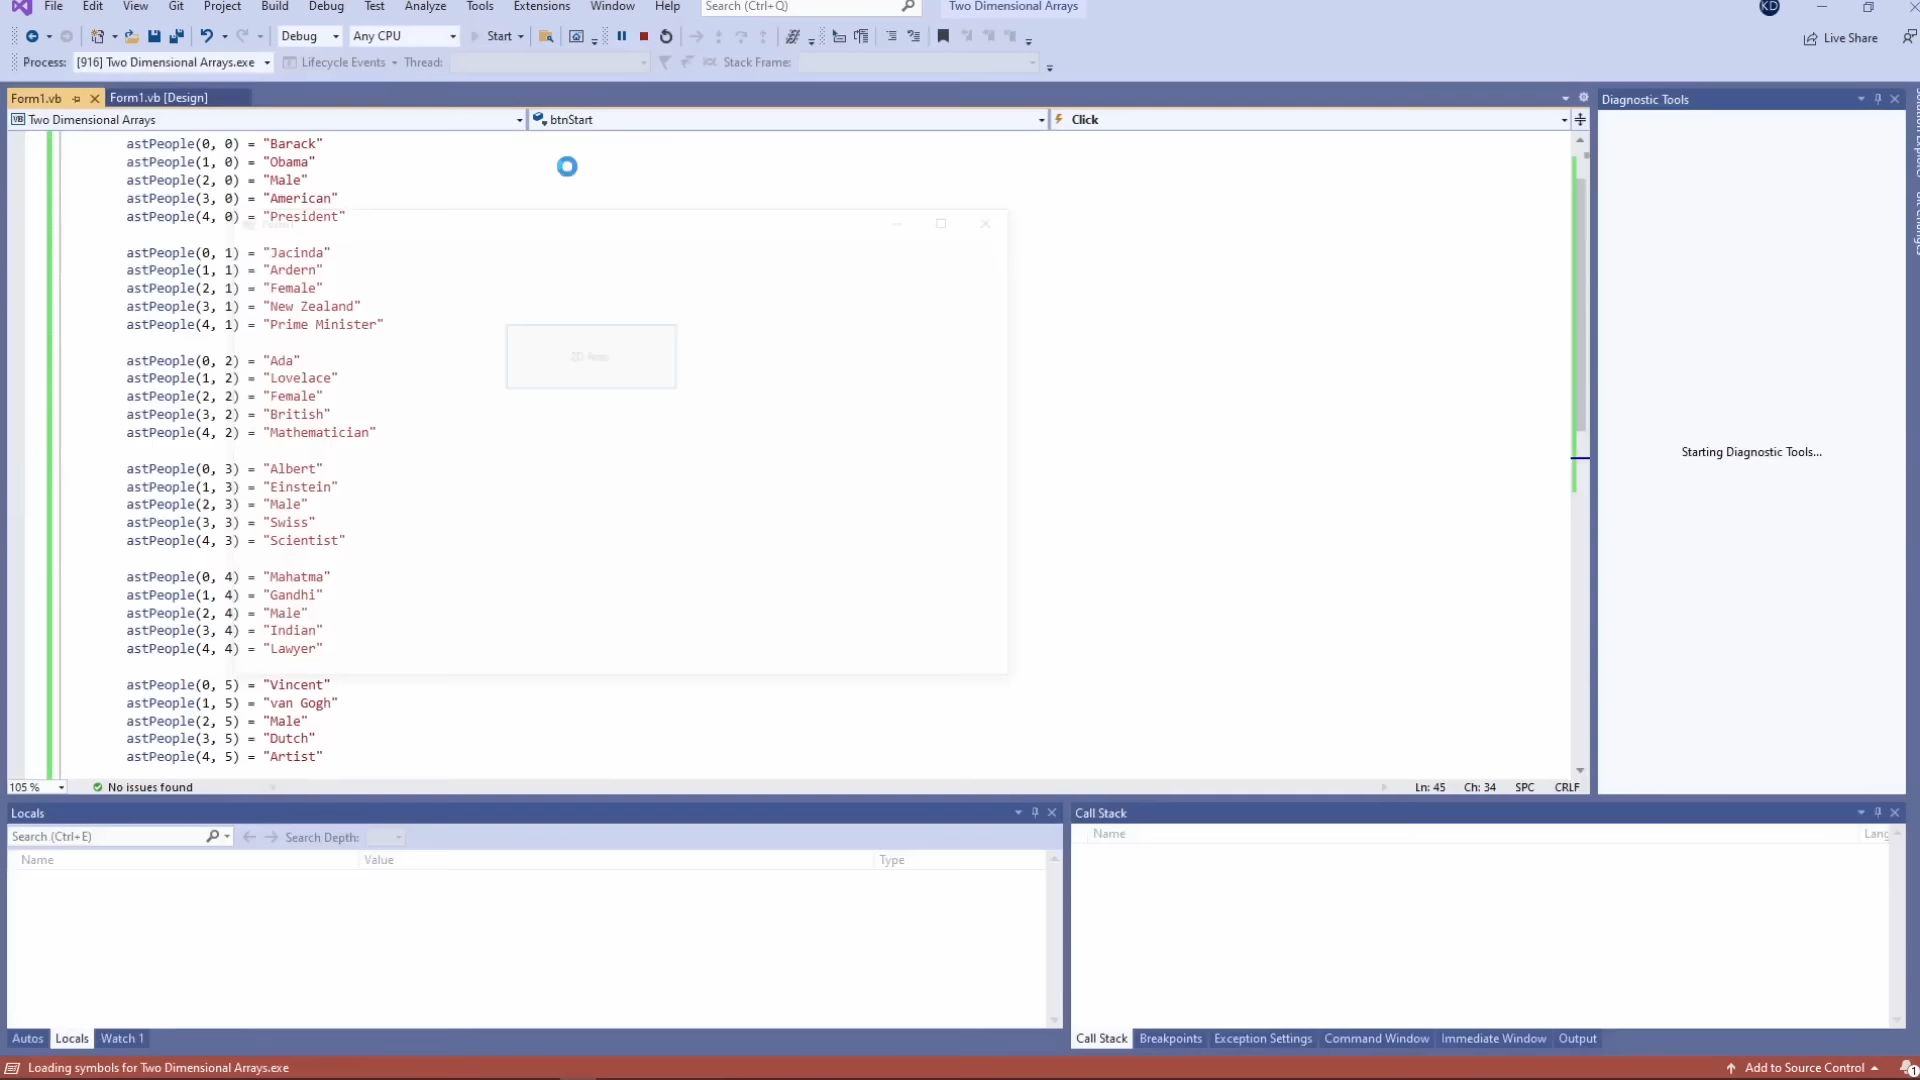 File Edit View Git Project Build Debug Test Analyze Tools Extensions Window Help Search (Ctrl+Q) Two Dimensional Arrays KD
Debug Any CPU Start Live Share
Process: [916] Two Dimensional Arrays.exe Lifecycle Events Thread: Stack Frame:
Form1.vb Form1.vb [Design] Diagnostic Tools
VB Two Dimensional Arrays btnStart Click
astPeople(0, 0) = "Barack"
astPeople(1, 0) = "Obama"
astPeople(2, 0) = "Male"
astPeople(3, 0) = "American"
astPeople(4, 0) = "President"
astPeople(0, 1) = "Jacinda"
astPeople(1, 1) = "Ardern"
astPeople(2, 1) = "Female"
astPeople(3, 1) = "New Zealand"
astPeople(4, 1) = "Prime Minister"
astPeople(0, 2) = "Ada"
astPeople(1, 2) = "Lovelace"
astPeople(2, 2) = "Female"
astPeople(3, 2) = "British"
astPeople(4, 2) = "Mathematician"
astPeople(0, 3) = "Albert"
astPeople(1, 3) = "Einstein"
astPeople(2, 3) = "Male"
astPeople(3, 3) = "Swiss"
astPeople(4, 3) = "Scientist"
astPeople(0, 4) = "Mahatma"
astPeople(1, 4) = "Gandhi"
astPeople(2, 4) = "Male"
astPeople(3, 4) = "Indian"
astPeople(4, 4) = "Lawyer"
astPeople(0, 5) = "Vincent"
astPeople(1, 5) = "van Gogh"
astPeople(2, 5) = "Male"
astPeople(3, 5) = "Dutch"
astPeople(4, 5) = "Artist"
Starting Diagnostic Tools...
105 % No issues found Ln: 45 Ch: 34 SPC CRLF
Locals
Search (Ctrl+E) Search Depth:
Name Value Type
Autos Locals Watch 1
Call Stack
Name Lang
Call Stack Breakpoints Exception Settings Command Window Immediate Window Output
Loading symbols for Two Dimensional Arrays.exe Add to Source Control 1